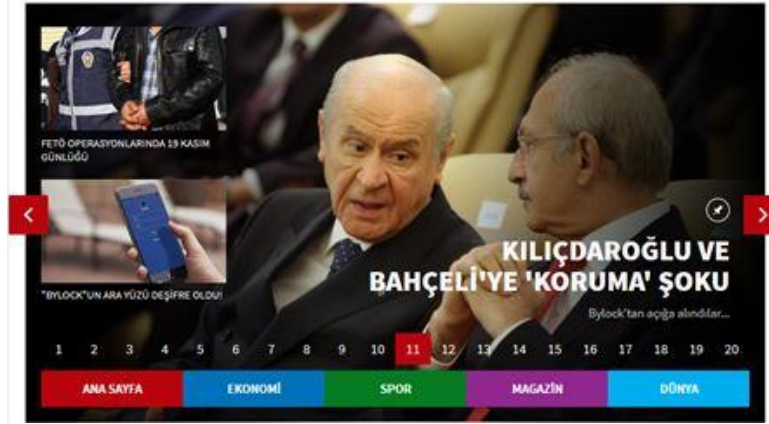 FETÖ OPERASYONLARINDA 19 KASIM
GÜNLÜĞÜ
"BYLOCK"UN ARA YÜZÜ DEŞİFRE OLDU!
KILIÇDAROĞLU VE
BAHÇELİ'YE 'KORUMA' ŞOKU
Bylock'tan açığa alındılar...
1 2 3 4 5 6 7 8 9 10 11 12 13 14 15 16 17 18 19 20
ANA SAYFA EKONOMİ SPOR MAGAZİN DÜNYA